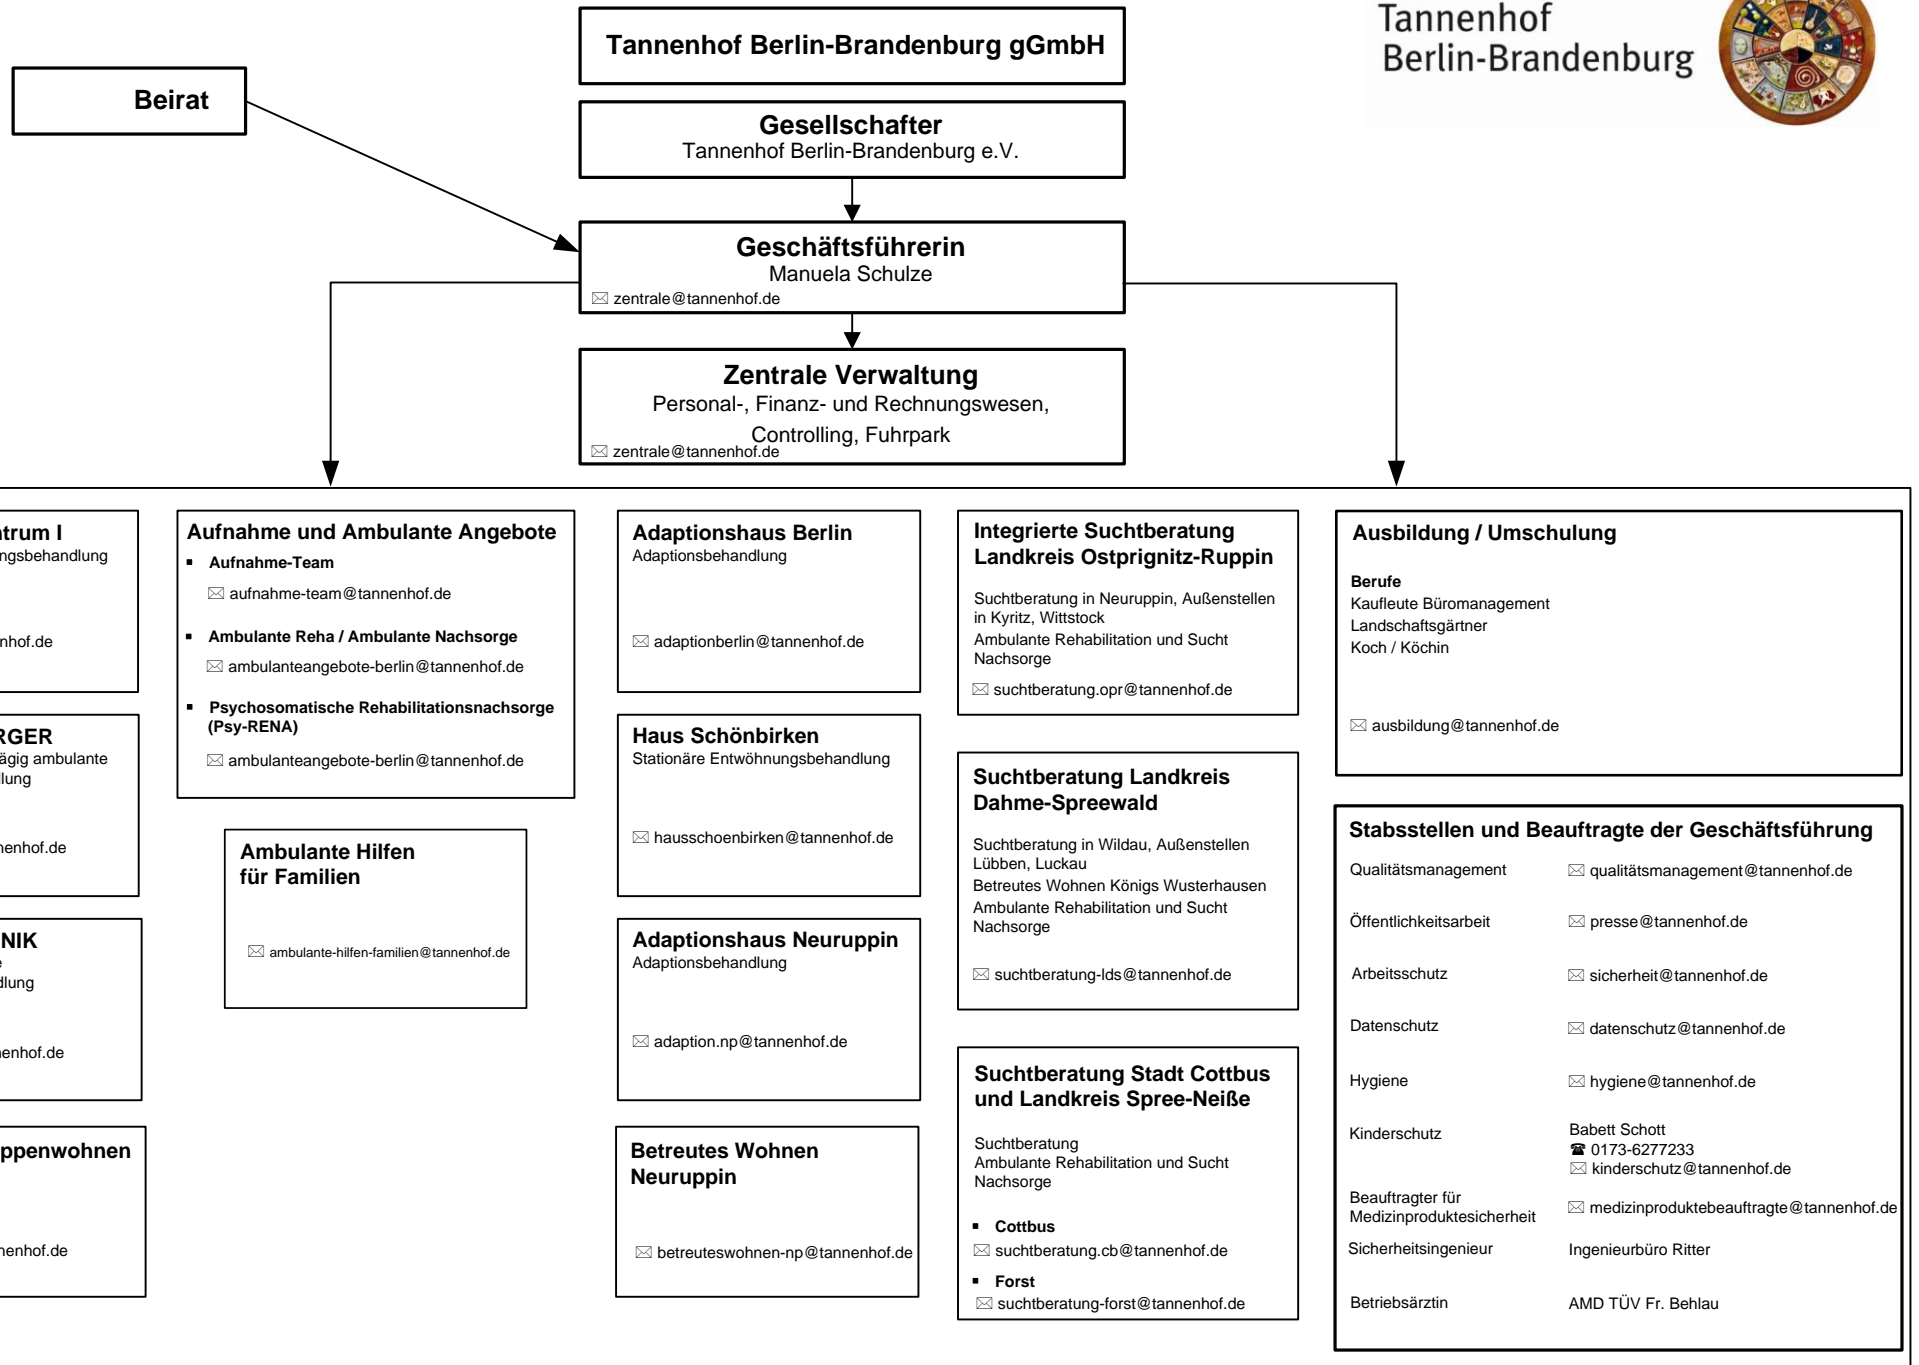 Tannenhof
Berlin-Brandenburg
Tannenhof Berlin-Brandenburg gGmbH
Beirat
Gesellschafter
Tannenhof Berlin-Brandenburg e.V.
Geschäftsführerin
Manuela Schulze
✉ zentrale@tannenhof.de
Zentrale Verwaltung
Personal-, Finanz- und Rechnungswesen,
Controlling, Fuhrpark
✉ zentrale@tannenhof.de
trum I
ngsbehandlung
nhof.de
RGER
ägig ambulante
lung
nenhof.de
NIK
e
dlung
nenhof.de
ppenwohnen
nenhof.de
Aufnahme und Ambulante Angebote
▪ Aufnahme-Team
✉ aufnahme-team@tannenhof.de
▪ Ambulante Reha / Ambulante Nachsorge
✉ ambulanteangebote-berlin@tannenhof.de
▪ Psychosomatische Rehabilitationsnachsorge
(Psy-RENA)
✉ ambulanteangebote-berlin@tannenhof.de
Ambulante Hilfen
für Familien
✉ ambulante-hilfen-familien@tannenhof.de
Adaptionshaus Berlin
Adaptionsbehandlung
✉ adaptionberlin@tannenhof.de
Haus Schönbirken
Stationäre Entwöhnungsbehandlung
✉ hausschoenbirken@tannenhof.de
Adaptionshaus Neuruppin
Adaptionsbehandlung
✉ adaption.np@tannenhof.de
Betreutes Wohnen
Neuruppin
✉ betreuteswohnen-np@tannenhof.de
Integrierte Suchtberatung
Landkreis Ostprignitz-Ruppin
Suchtberatung in Neuruppin, Außenstellen
in Kyritz, Wittstock
Ambulante Rehabilitation und Sucht
Nachsorge
✉ suchtberatung.opr@tannenhof.de
Suchtberatung Landkreis
Dahme-Spreewald
Suchtberatung in Wildau, Außenstellen
Lübben, Luckau
Betreutes Wohnen Königs Wusterhausen
Ambulante Rehabilitation und Sucht
Nachsorge
✉ suchtberatung-lds@tannenhof.de
Suchtberatung Stadt Cottbus
und Landkreis Spree-Neiße
Suchtberatung
Ambulante Rehabilitation und Sucht
Nachsorge
▪ Cottbus
✉ suchtberatung.cb@tannenhof.de
▪ Forst
✉ suchtberatung-forst@tannenhof.de
Ausbildung / Umschulung
Berufe
Kaufleute Büromanagement
Landschaftsgärtner
Koch / Köchin
✉ ausbildung@tannenhof.de
Stabsstellen und Beauftragte der Geschäftsführung
Qualitätsmanagement ✉ qualitätsmanagement@tannenhof.de
Öffentlichkeitsarbeit ✉ presse@tannenhof.de
Arbeitsschutz ✉ sicherheit@tannenhof.de
Datenschutz ✉ datenschutz@tannenhof.de
Hygiene ✉ hygiene@tannenhof.de
Kinderschutz Babett Schott
☎ 0173-6277233
✉ kinderschutz@tannenhof.de
Beauftragter für
Medizinproduktesicherheit ✉ medizinproduktebeauftragte@tannenhof.de
Sicherheitsingenieur Ingenieurbüro Ritter
Betriebsärztin AMD TÜV Fr. Behlau